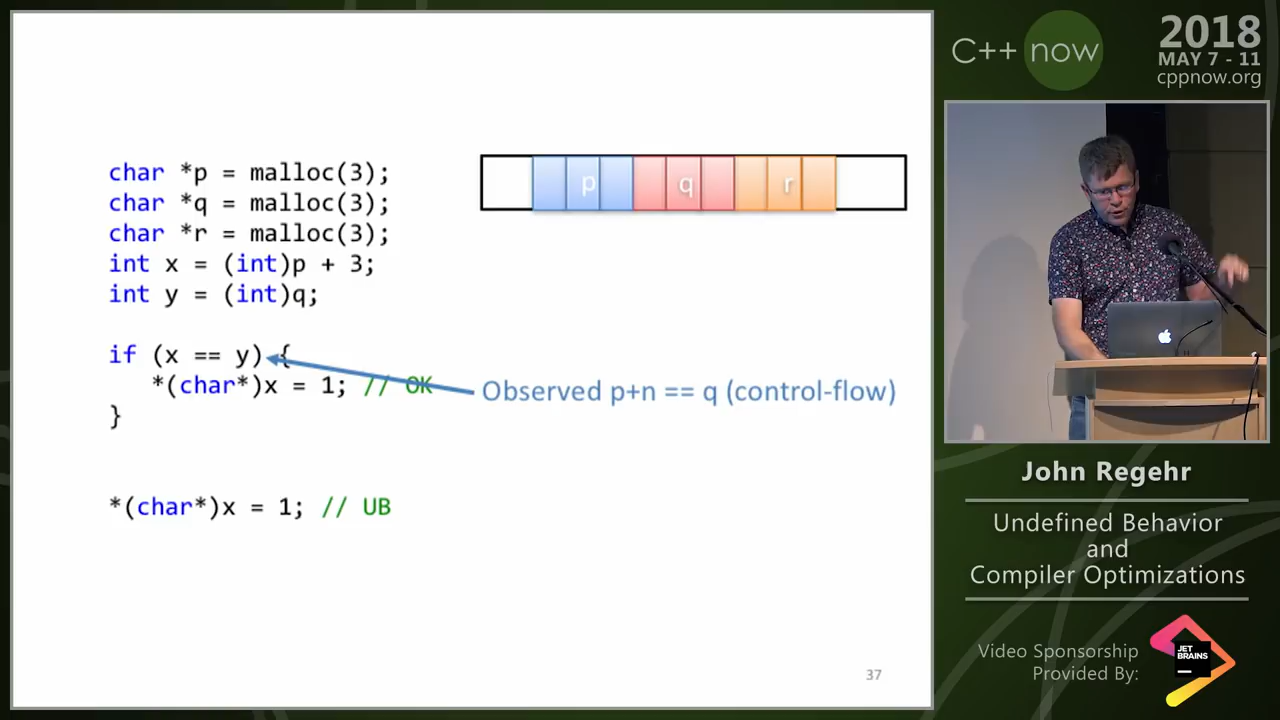 char *p = malloc(3);
char *q = malloc(3);
char *r = malloc(3);
int x = (int)p + 3;
int y = (int)q;
if (x == y) {
*(char*)x = 1; // OK
}
*(char*)x = 1; // UB
p q r
Observed p+n == q (control-flow)
37
C++ now
2018
MAY 7 - 11
cppnow.org
John Regehr
Undefined Behavior
and
Compiler Optimizations
Video Sponsorship
Provided By:
JET
BRAINS